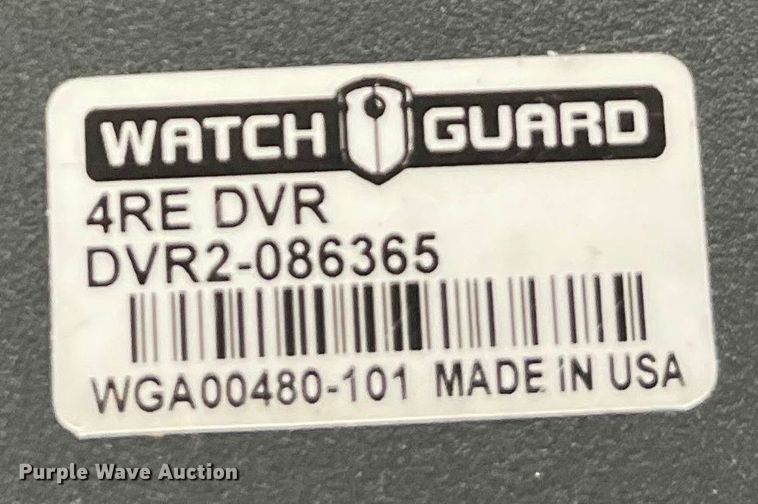 WATCH GUARD
4RE DVR
DVR2-086365
WGA00480-101 MADE IN USA
Purple Wave Auction